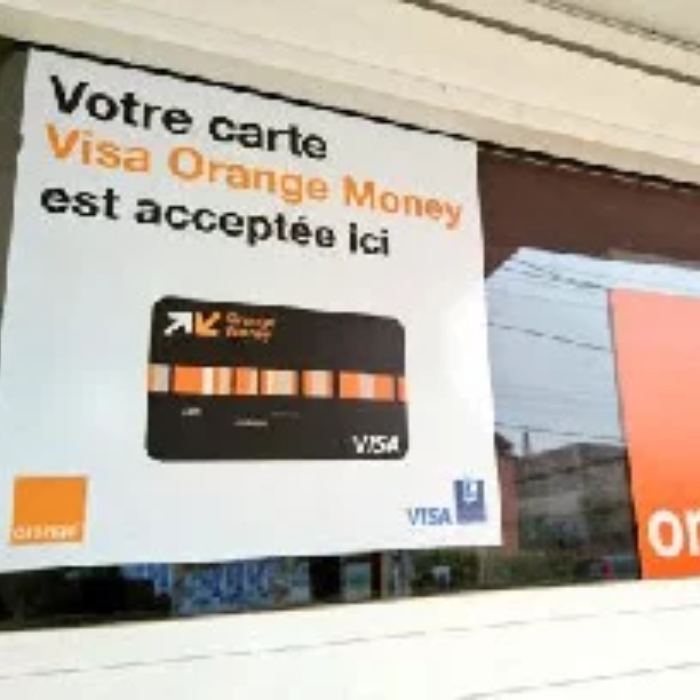 Votre carte
Visa Orange Money
est acceptée ici
Orange
Money
VISA
orange
VISA
or